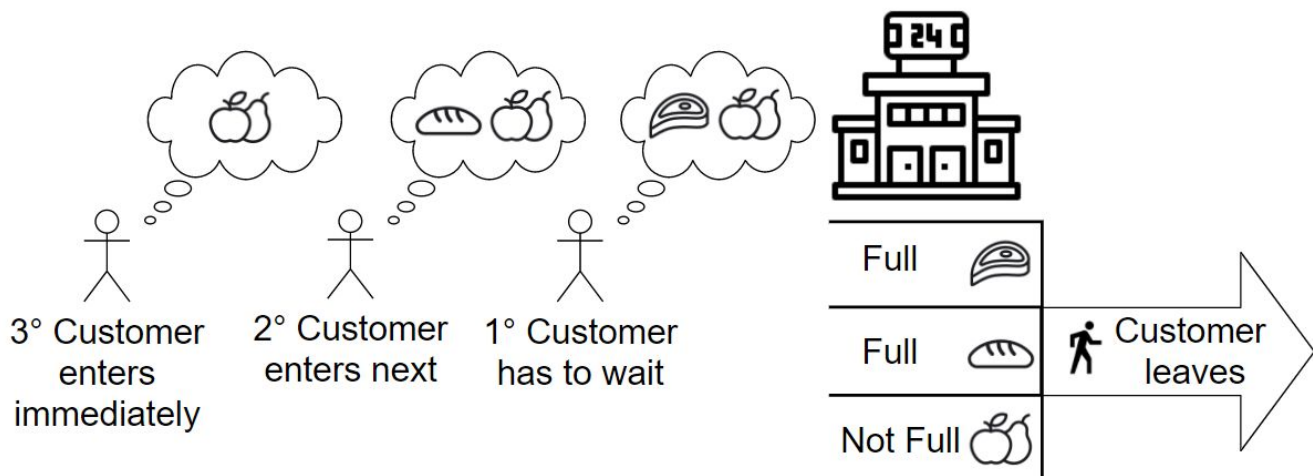 24
3° Customer
enters
immediately
2° Customer
enters next
1° Customer
has to wait
Full
Full
Not Full
Customer
leaves